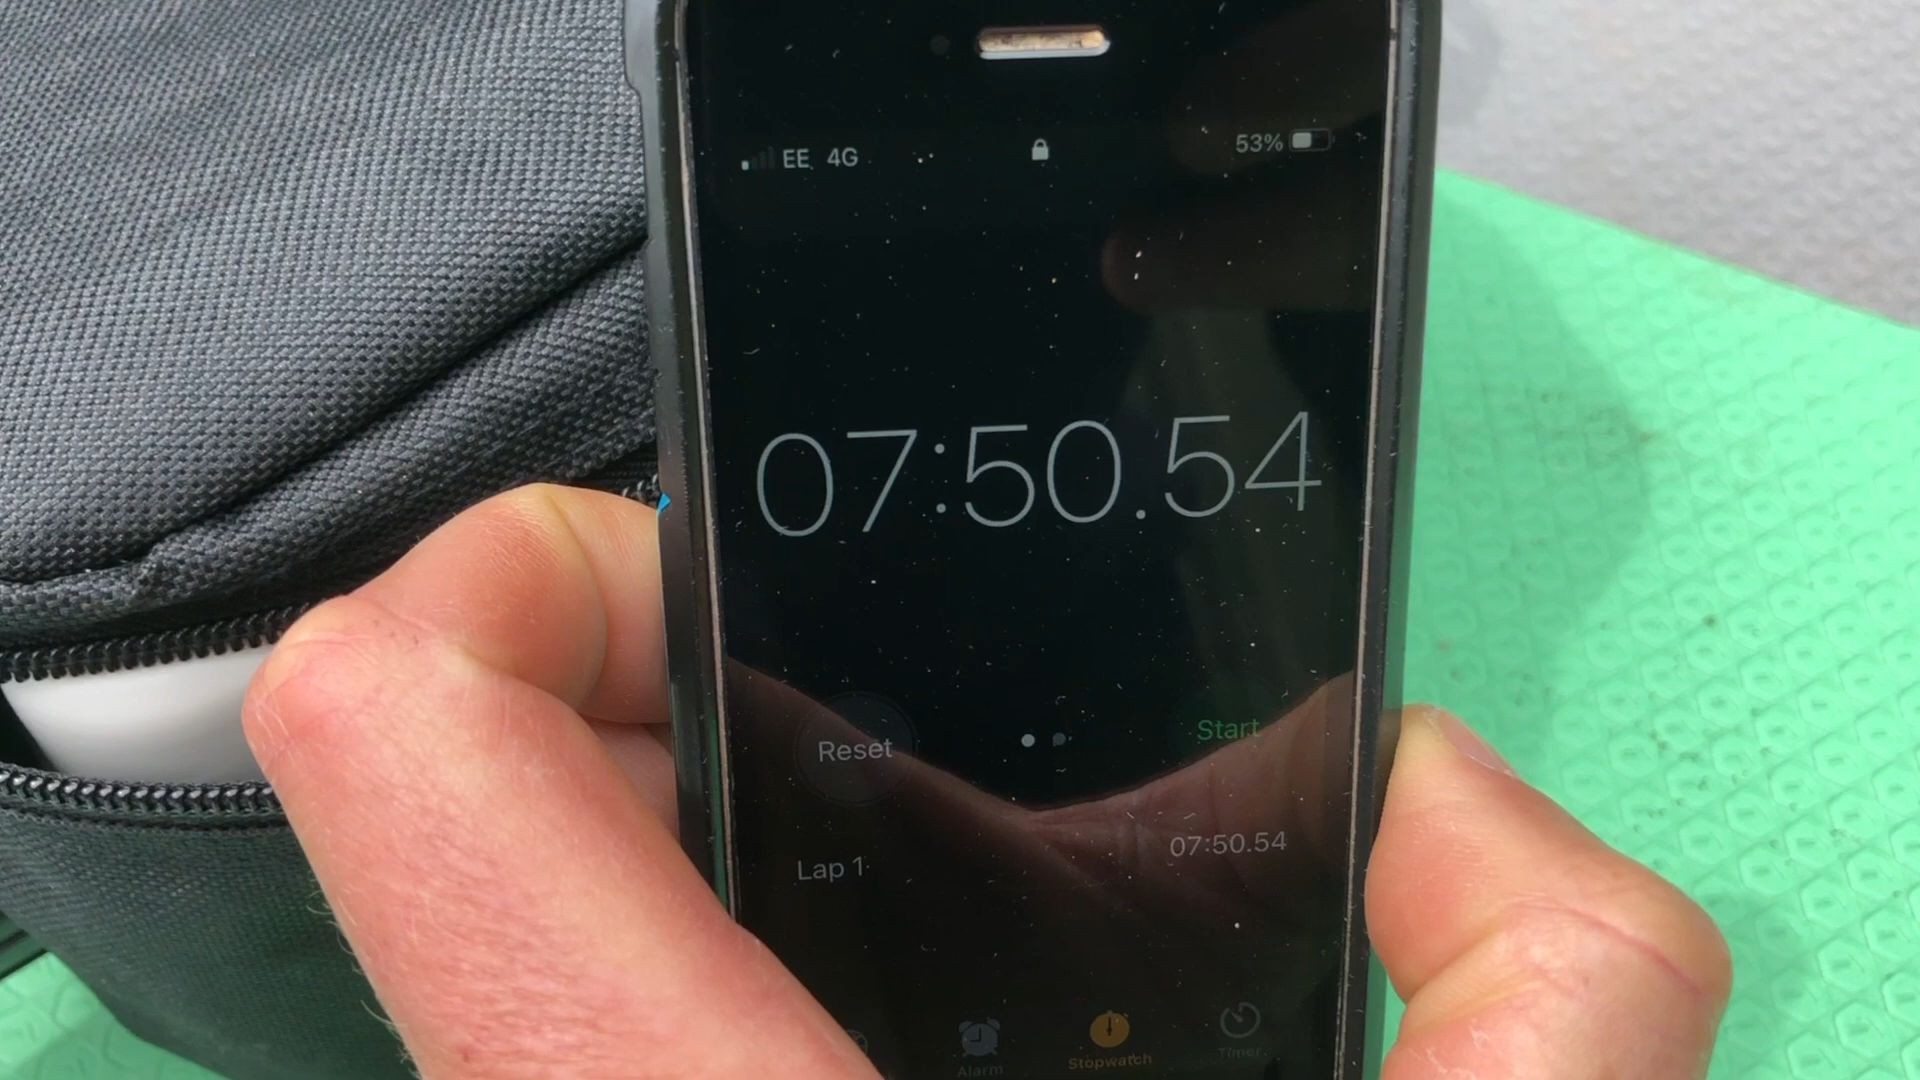 EE 4G 53%
07:50.54
Reset Start
Lap 1 07:50.54
Alarm Stopwatch Timer